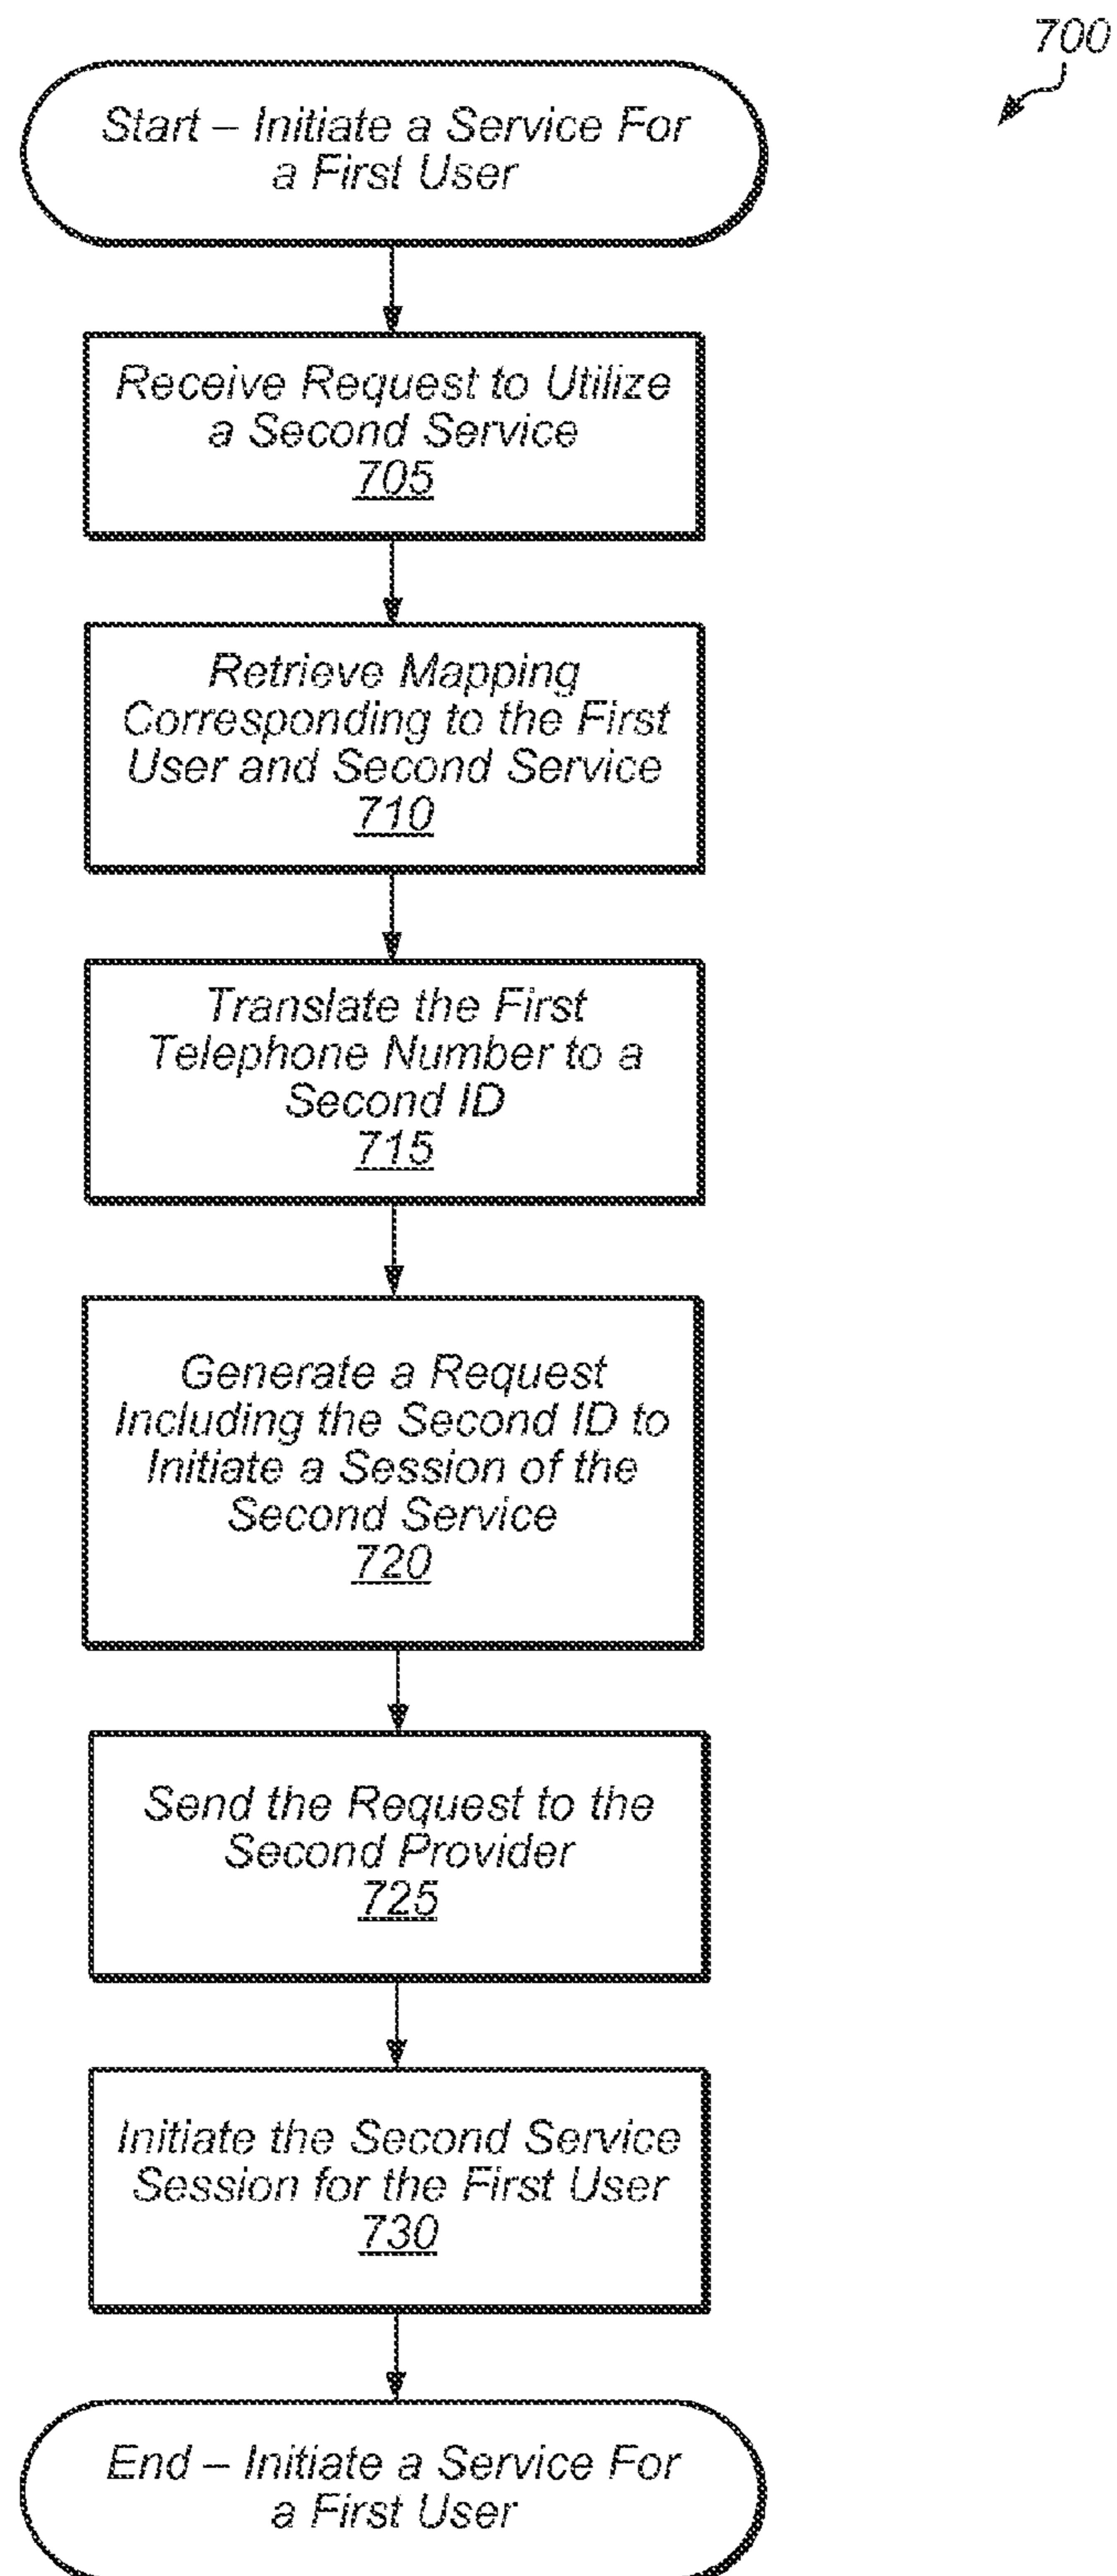 700
Start – Initiate a Service For
a First User
Receive Request to Utilize
a Second Service
705
Retrieve Mapping
Corresponding to the First
User and Second Service
710
Translate the First
Telephone Number to a
Second ID
715
Generate a Request
Including the Second ID to
Initiate a Session of the
Second Service
720
Send the Request to the
Second Provider
725
Initiate the Second Service
Session for the First User
730
End – Initiate a Service For
a First User